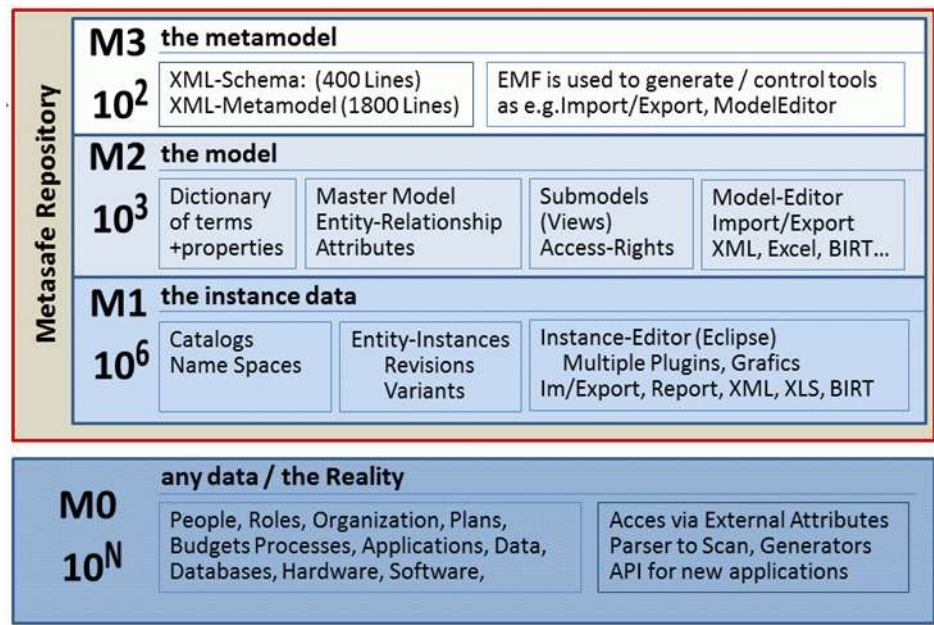 Metasafe Repository
M3 the metamodel
10²
XML-Schema: (400 Lines)
XML-Metamodel (1800 Lines)
EMF is used to generate / control tools
as e.g.Import/Export, ModelEditor
M2 the model
10³
Dictionary
of terms
+properties
Master Model
Entity-Relationship
Attributes
Submodels
(Views)
Access-Rights
Model-Editor
Import/Export
XML, Excel, BIRT...
M1 the instance data
10⁶
Catalogs
Name Spaces
Entity-Instances
Revisions
Variants
Instance-Editor (Eclipse)
Multiple Plugins, Grafics
Im/Export, Report, XML, XLS, BIRT
any data / the Reality
M0
10ᴺ
People, Roles, Organization, Plans,
Budgets Processes, Applications, Data,
Databases, Hardware, Software,
Acces via External Attributes
Parser to Scan, Generators
API for new applications